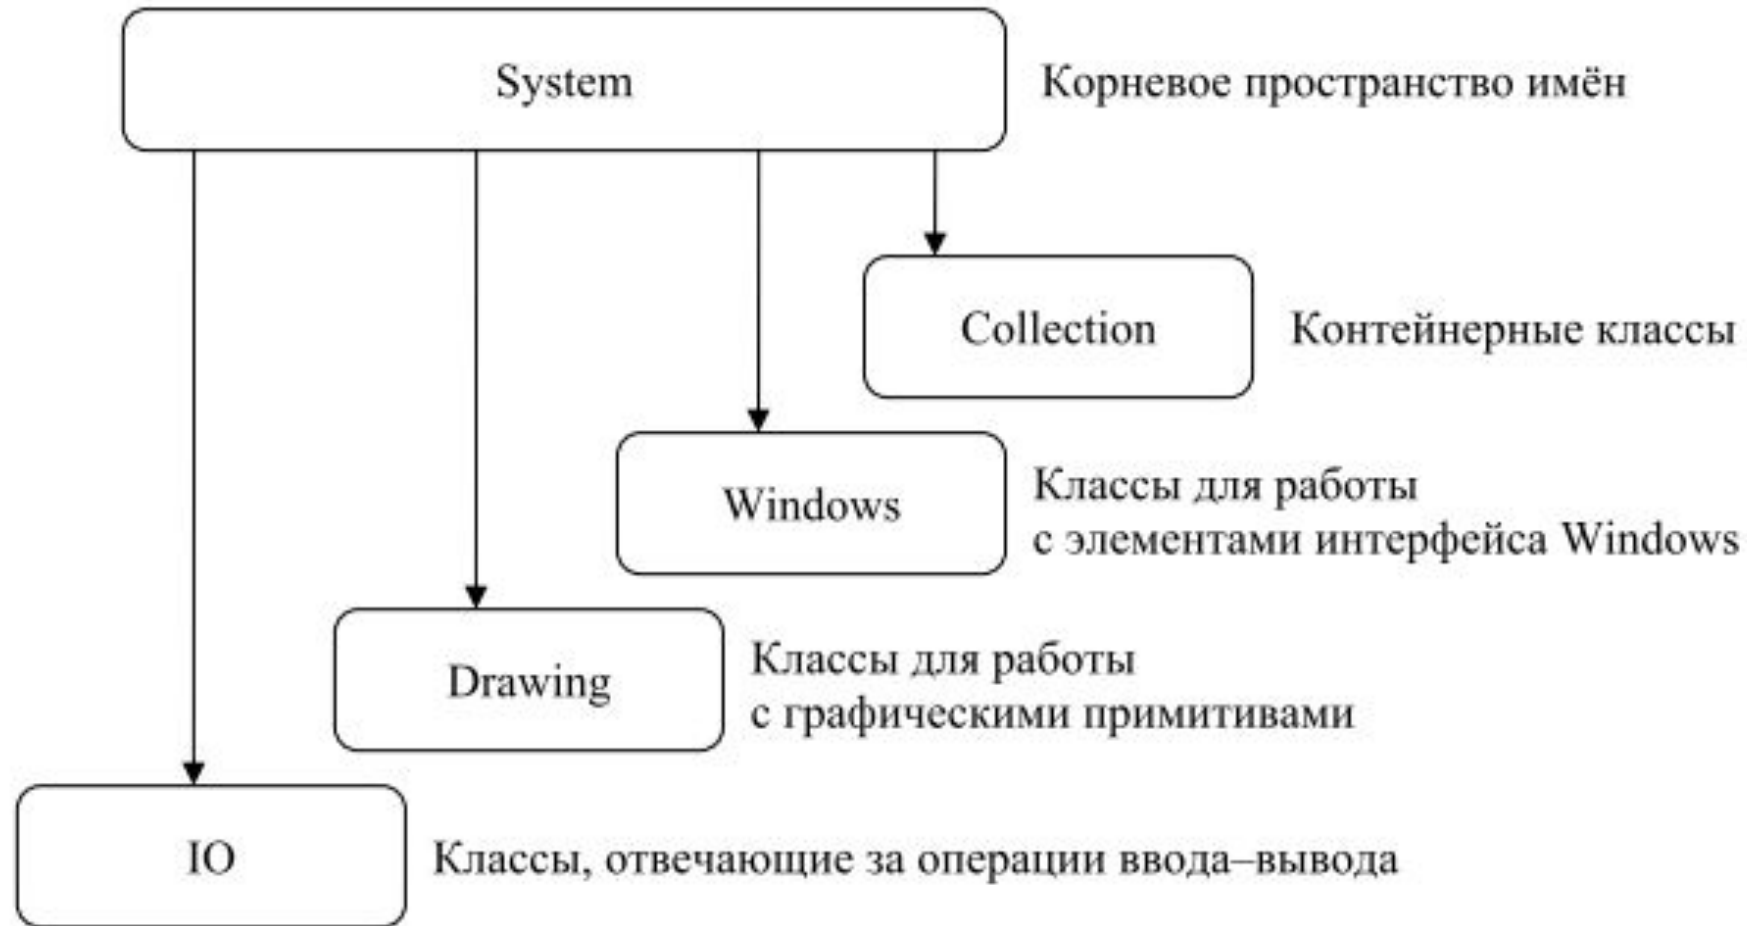 System
Корневое пространство имён
Collection
Контейнерные классы
Windows
Классы для работы
с элементами интерфейса Windows
Drawing
Классы для работы
с графическими примитивами
IO
Классы, отвечающие за операции ввода–вывода